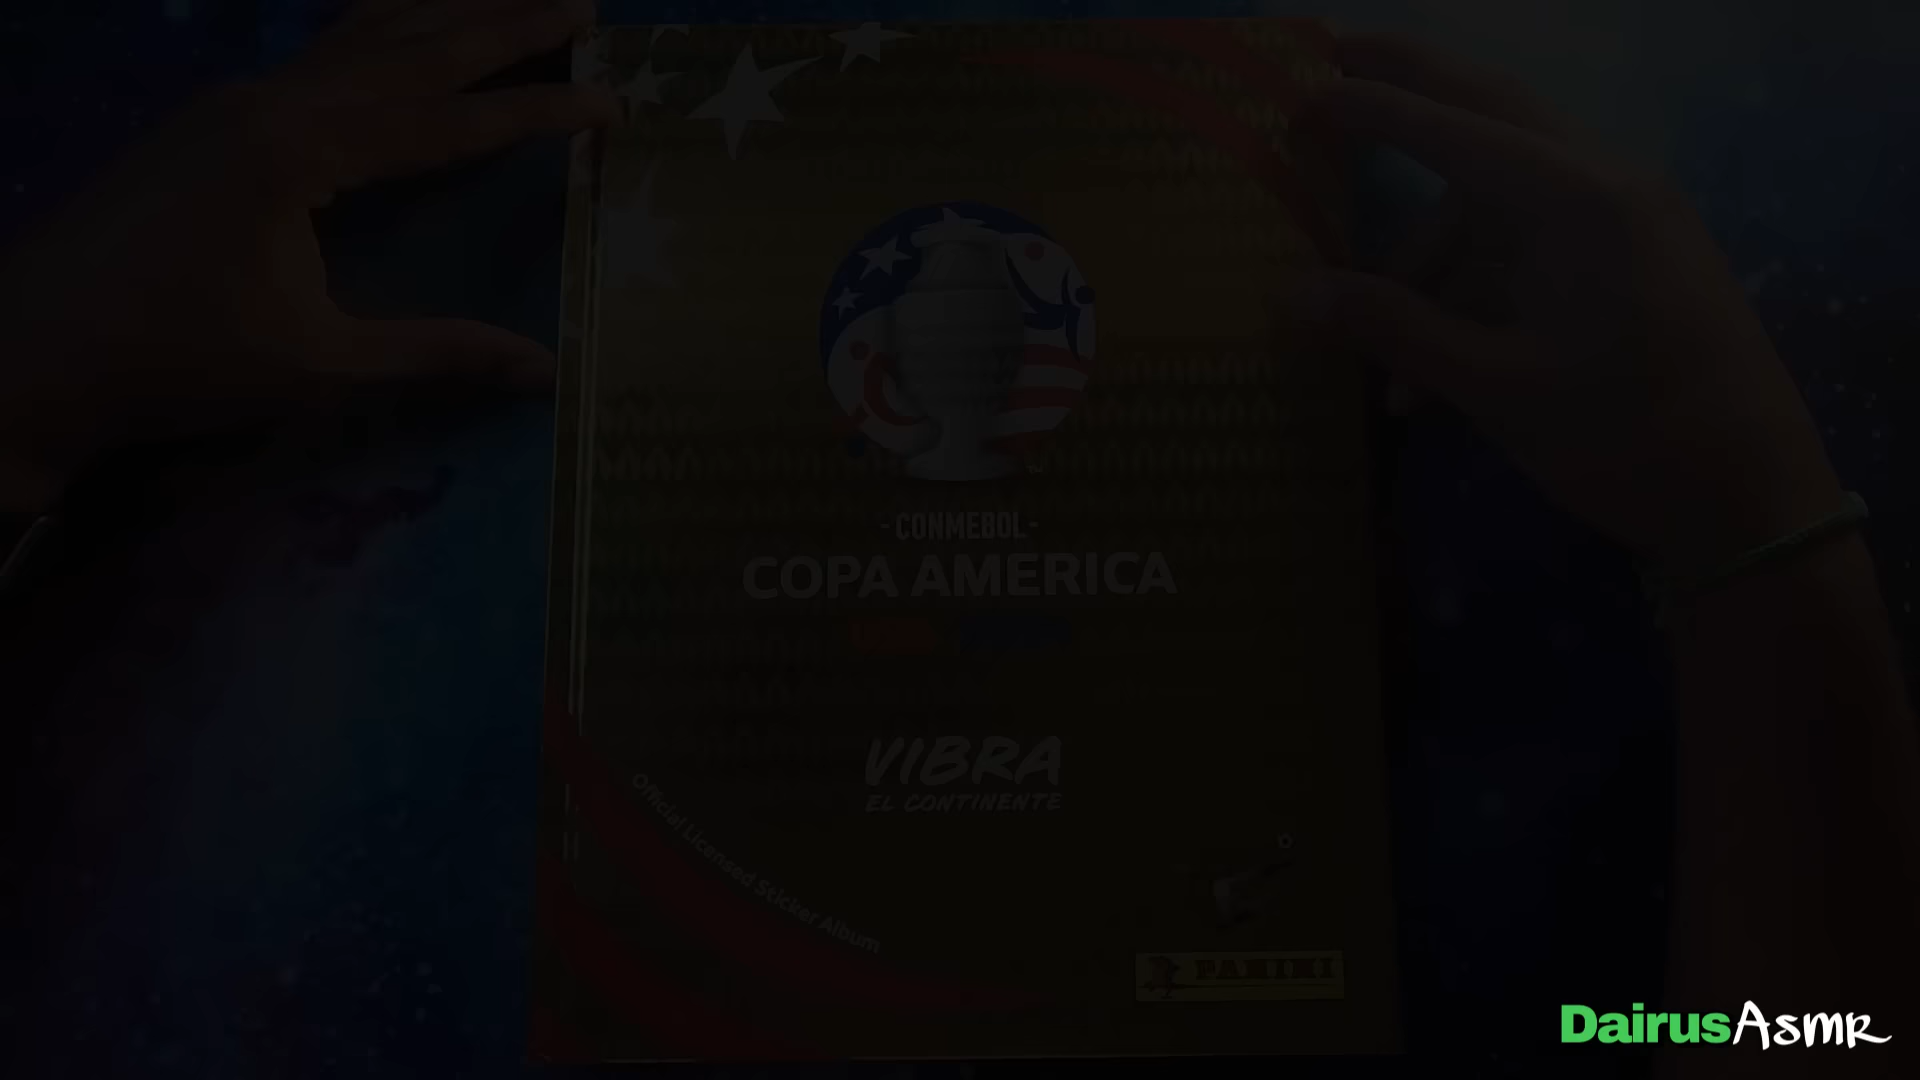 -CONMEBOL-
COPA AMERICA
VIBRA
EL CONTINENTE
Official Licensed Sticker Album
PANINI
DairusAsmr